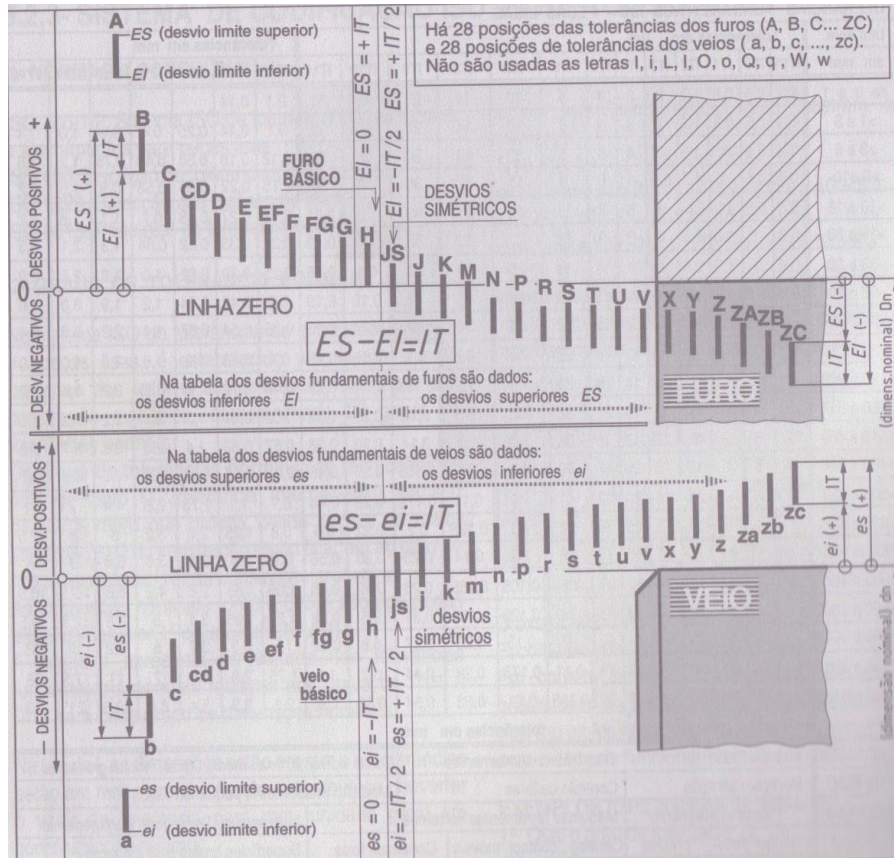 Há 28 posições das tolerâncias dos furos (A, B, C... ZC)
e 28 posições de tolerâncias dos veios ( a, b, c, ..., zc).
Não são usadas as letras I, i, L, l, O, o, Q, q , W, w
A
ES (desvio limite superior)
EI (desvio limite inferior)
ES = + IT
EI = 0
ES = + IT / 2
EI = -IT/2
B
C
CD
D
E
EF
F
FG
G
H
JS
J
K
M
N
P
R
S
T
U
V
X
Y
Z
ZA
ZB
ZC
FURO
BÁSICO
DESVIOS
SIMÉTRICOS
+
DESVIOS POSITIVOS
ES (+)
EI (+)
IT
0
LINHA ZERO
ES (-)
EI (-)
IT
DESV. NEGATIVOS
ES-EI=IT
FURO
(dimens.nominal) Dn
Na tabela dos desvios fundamentais de furos são dados:
os desvios inferiores EI
os desvios superiores ES
Na tabela dos desvios fundamentais de veios são dados:
os desvios superiores es
os desvios inferiores ei
+
DESV.POSITIVOS
es-ei=IT
IT
ei (+)
es (+)
0
LINHA ZERO
c
cd
d
e
ef
f
fg
g
h
js
j
k
m
n
p
r
s
t
u
v
x
y
z
za
zb
zc
DESVIOS NEGATIVOS
ei (-)
es (-)
IT
b
desvios
simétricos
veio
básico
VEIO
ei = -IT
es = 0
es = + IT / 2
ei = -IT/ 2
es (desvio limite superior)
ei (desvio limite inferior)
a